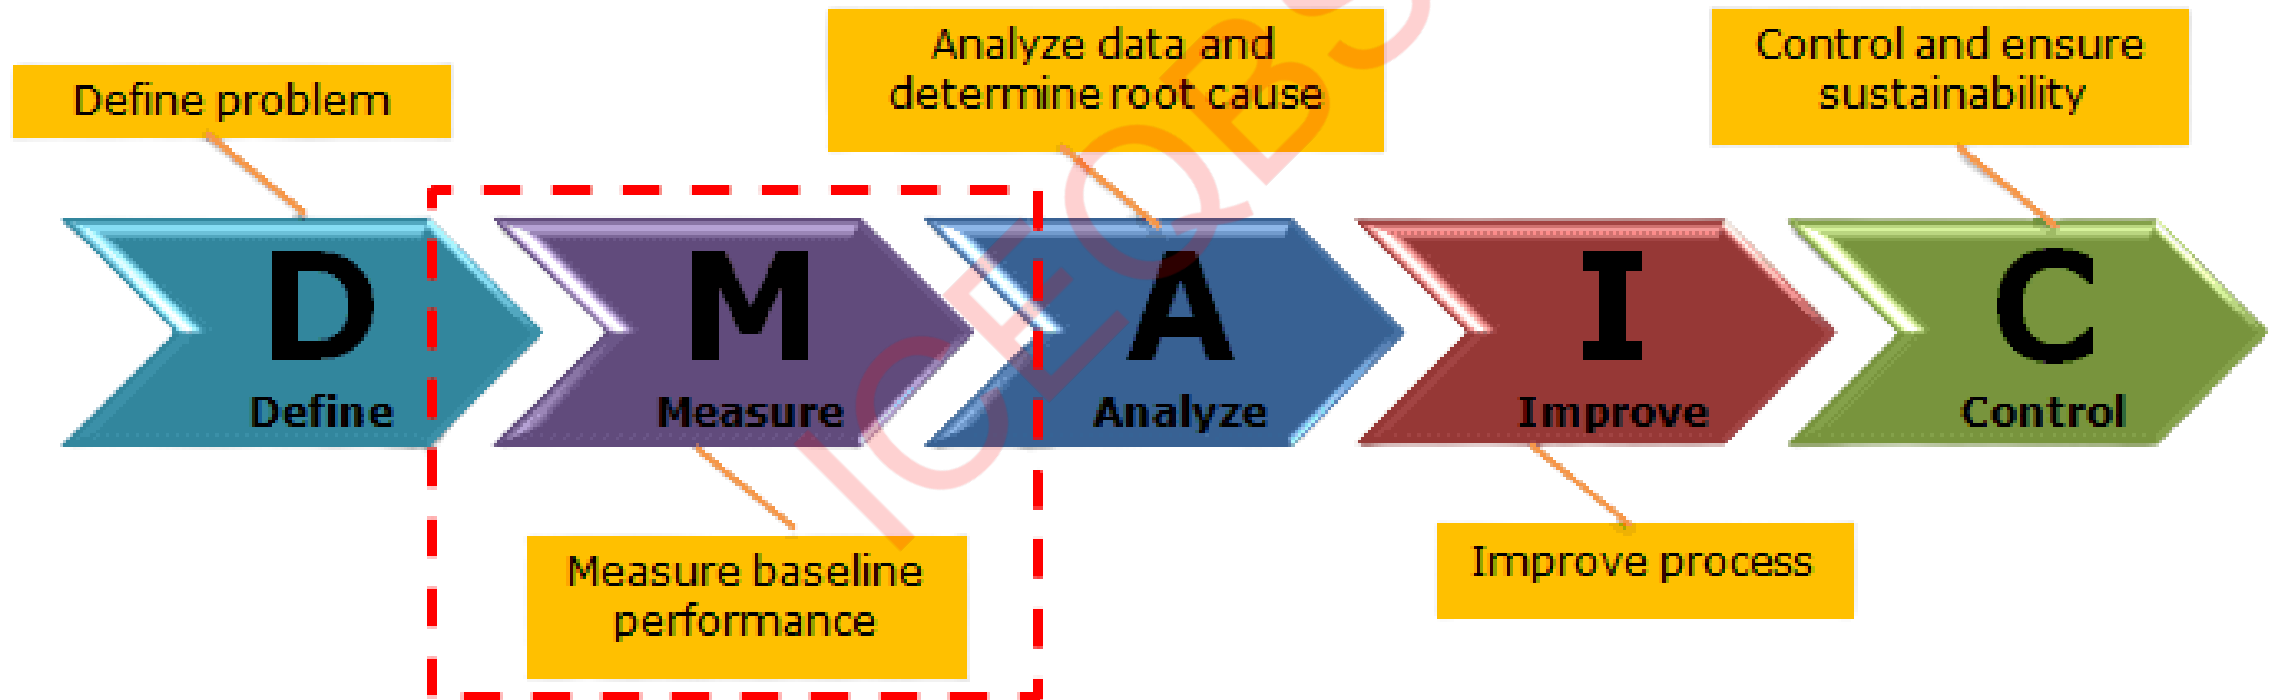 Define problem
Analyze data and
determine root cause
Control and ensure
sustainability
D
Define
M
Measure
A
Analyze
I
Improve
C
Control
Measure baseline
performance
Improve process
ICEQBS